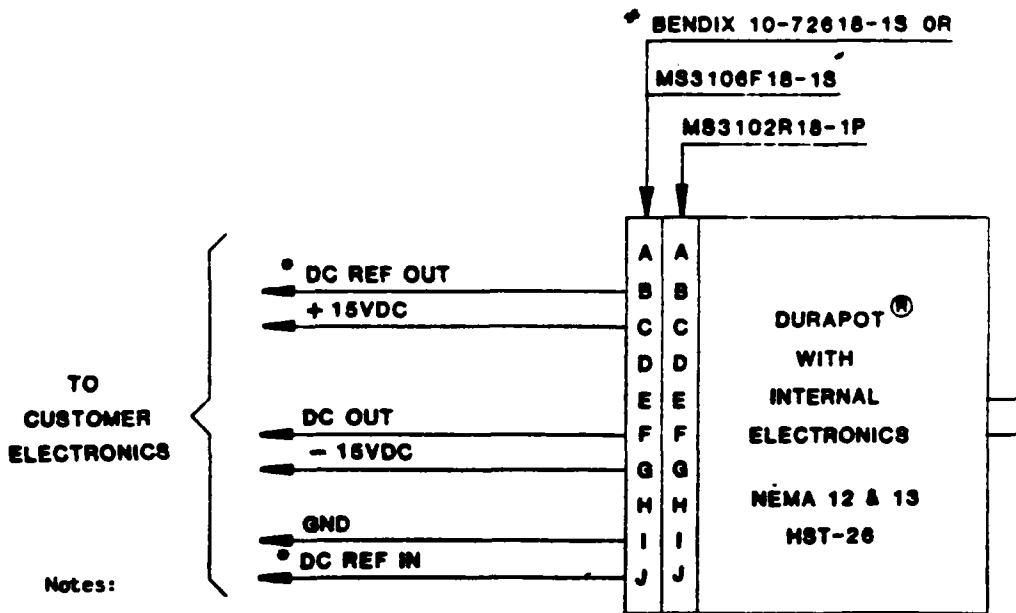 * BENDIX 10-72618-1S OR
MS3106F18-1S
MS3102R18-1P
TO
CUSTOMER
ELECTRONICS
* DC REF OUT
+ 15VDC
DC OUT
- 15VDC
GND
* DC REF IN
A A
B B
C C
D D
E E
F F
G G
H H
I I
J J
DURAPOT ®
WITH
INTERNAL
ELECTRONICS
NEMA 12 & 13
HST-26
Notes: